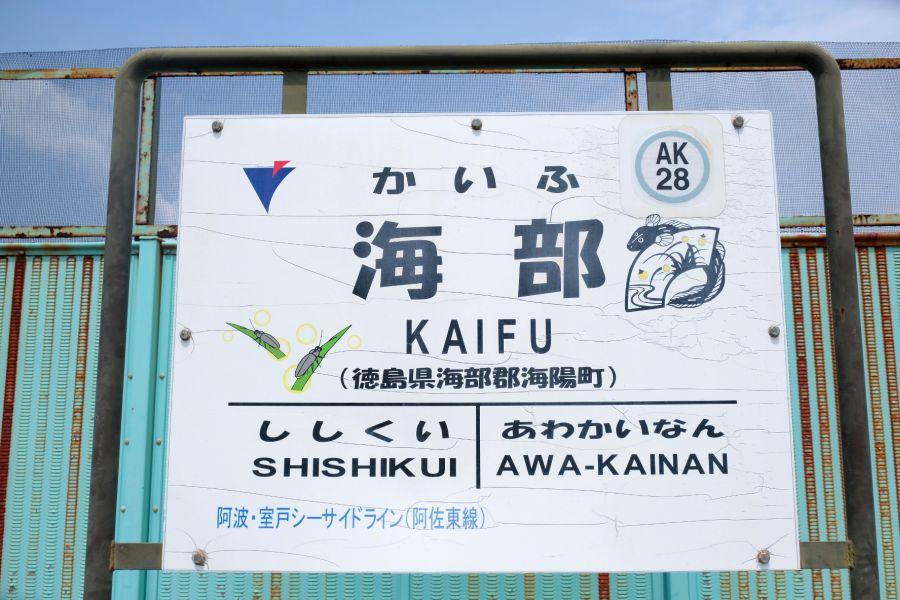 かいふ
AK
28
海部
KAIFU
（徳島県海部郡海陽町）
ししくい
SHISHIKUI
あわかいなん
AWA-KAINAN
阿波・室戸シーサイドライン（阿佐東線）